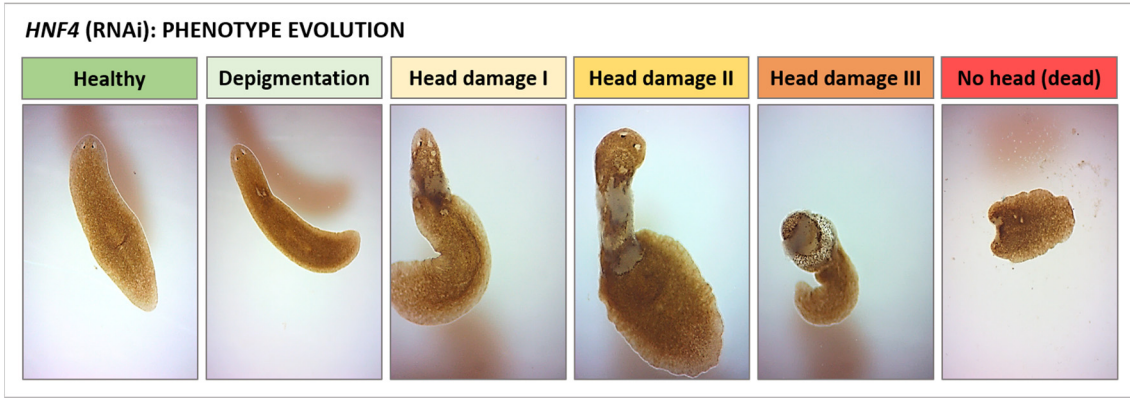 HNF4 (RNAi): PHENOTYPE EVOLUTION
Healthy
Depigmentation
Head damage I
Head damage II
Head damage III
No head (dead)